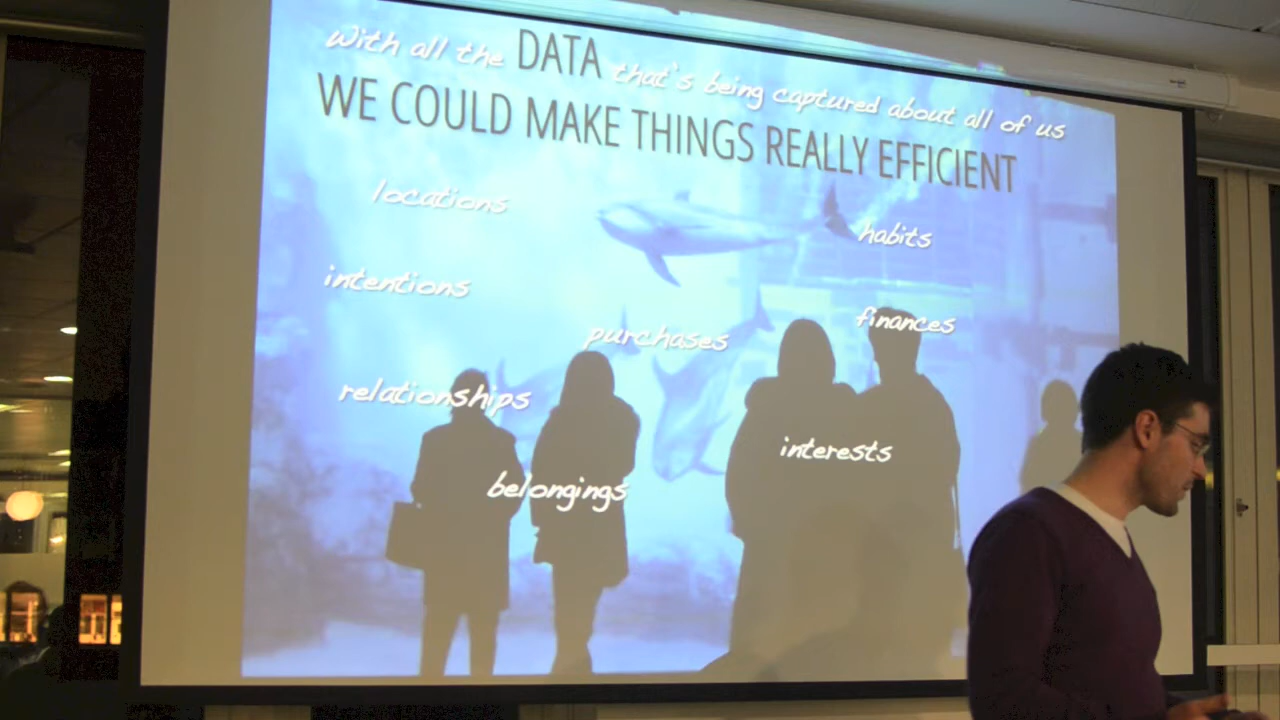 With all the DATA that's being captured about all of us
WE COULD MAKE THINGS REALLY EFFICIENT
locations
habits
intentions
purchases
finances
relationships
interests
belongings